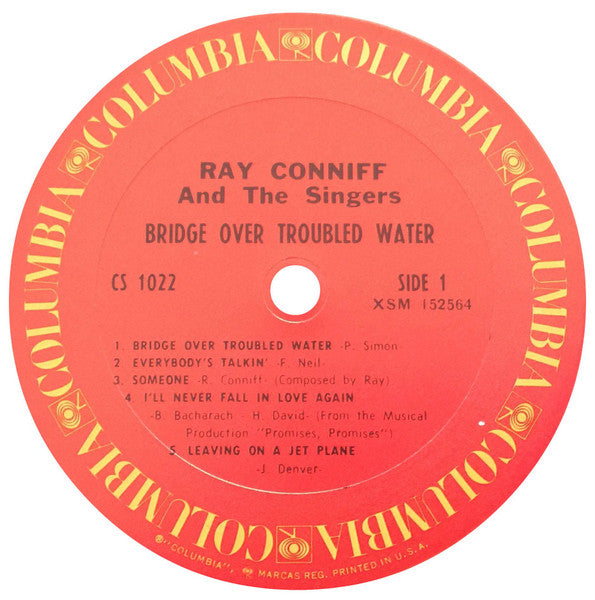 COLUMBIA COLUMBIA COLUMBIA COLUMBIA COLUMBIA COLUMBIA
RAY CONNIFF
And The Singers
BRIDGE OVER TROUBLED WATER
CS 1022
SIDE 1
XSM 152564
1. BRIDGE OVER TROUBLED WATER -P. Simon-
2. EVERYBODY'S TALKIN' -F. Neil-
3. SOMEONE -R. Conniff- (Composed by Ray)
4. I'LL NEVER FALL IN LOVE AGAIN
-B. Bacharach - H. David- (From the Musical
Production "Promises, Promises")
5. LEAVING ON A JET PLANE
-J. Denver-
®"COLUMBIA", MARCAS REG. PRINTED IN U.S.A.